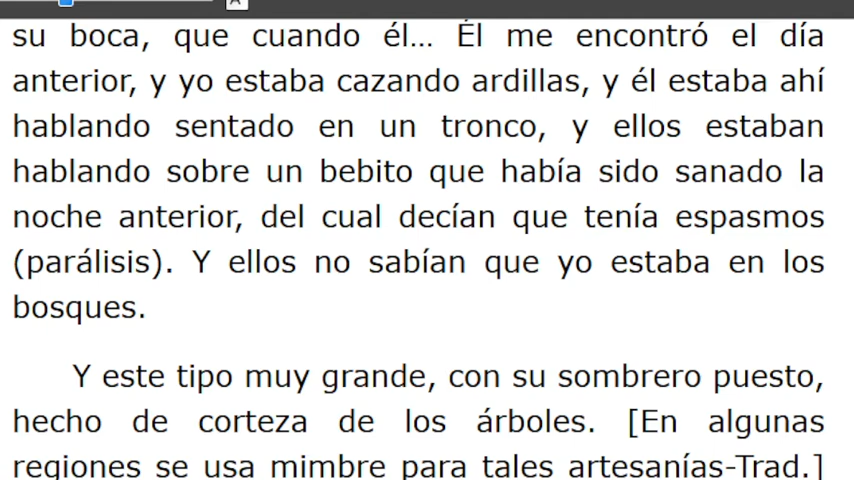 su boca, que cuando él... Él me encontró el día
anterior, y yo estaba cazando ardillas, y él estaba ahí
hablando sentado en un tronco, y ellos estaban
hablando sobre un bebito que había sido sanado la
noche anterior, del cual decían que tenía espasmos
(parálisis). Y ellos no sabían que yo estaba en los
bosques.
Y este tipo muy grande, con su sombrero puesto,
hecho de corteza de los árboles. [En algunas
regiones se usa mimbre para tales artesanías-Trad.]